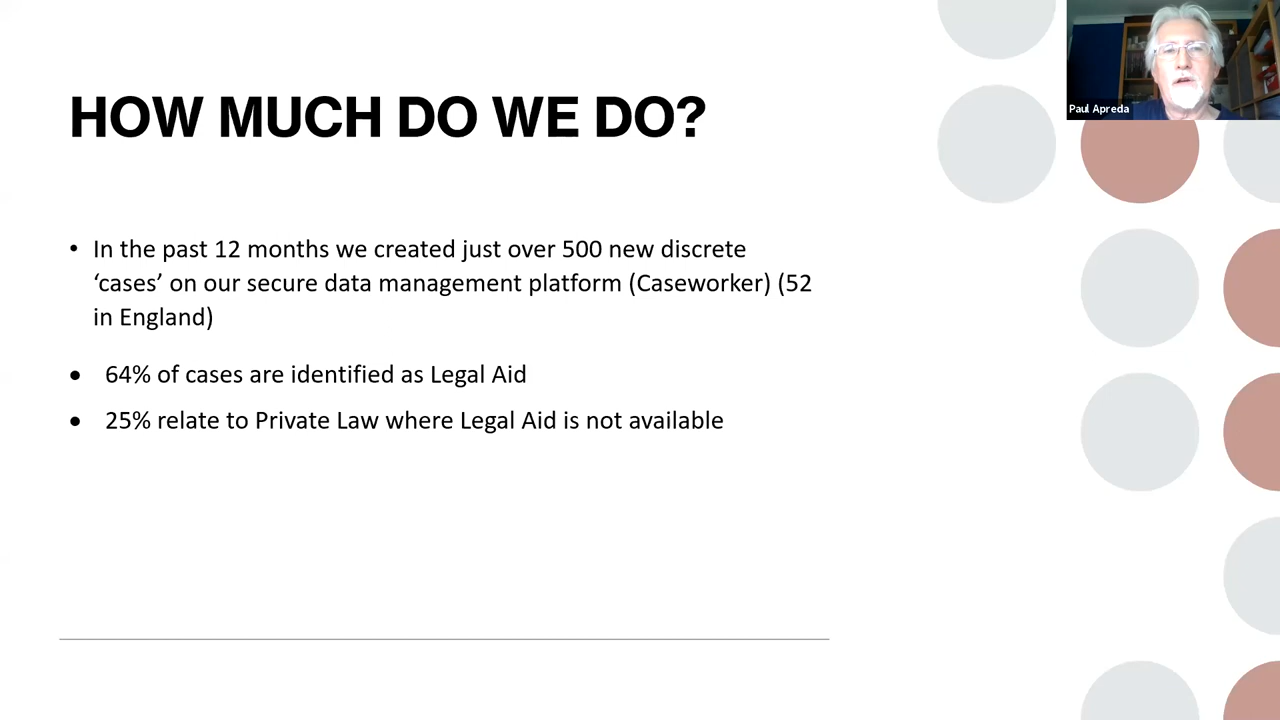 HOW MUCH DO WE DO?
• In the past 12 months we created just over 500 new discrete
‘cases’ on our secure data management platform (Caseworker) (52
in England)
• 64% of cases are identified as Legal Aid
• 25% relate to Private Law where Legal Aid is not available
Paul Apreda